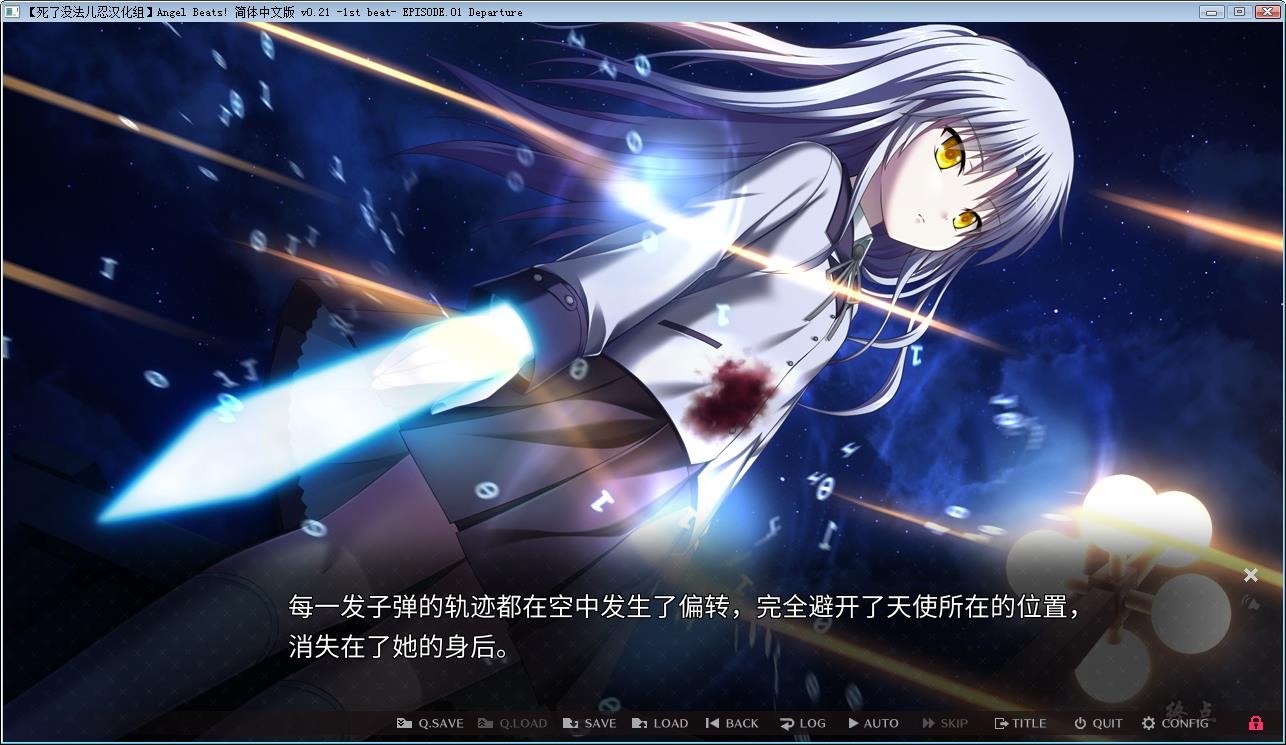 【死了没法儿忍汉化组】Angel Beats! 简体中文版 v0.21 -1st beat- EPISODE.01 Departure
每一发子弹的轨迹都在空中发生了偏转，完全避开了天使所在的位置，
消失在了她的身后。
终点
Q.SAVE Q.LOAD SAVE LOAD BACK LOG AUTO SKIP TITLE QUIT CONFIG